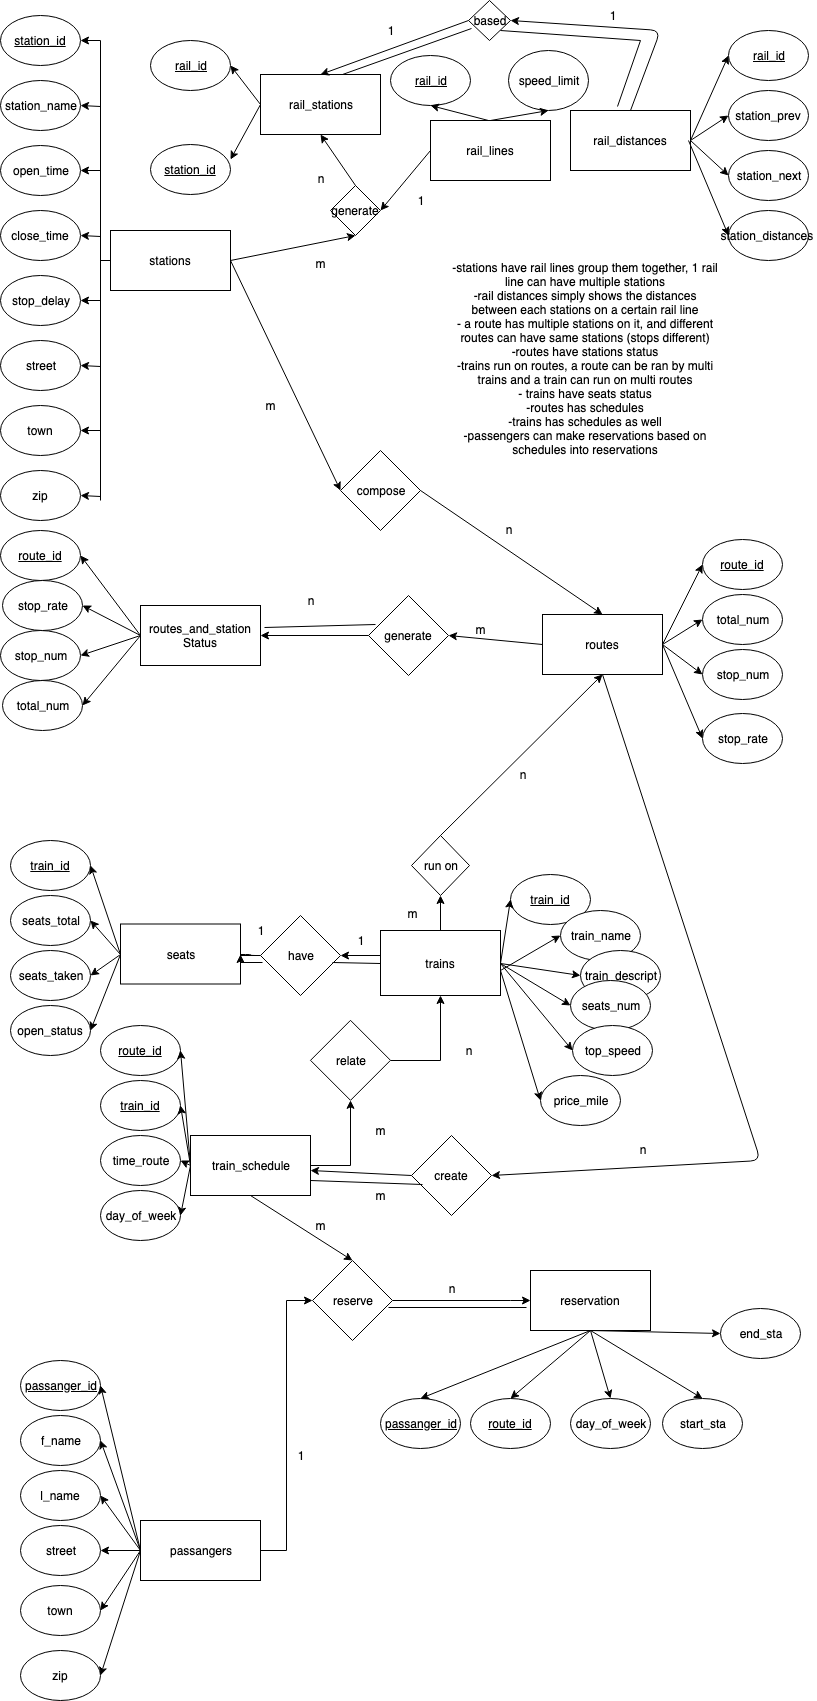 based
1
1
station_id
rail_id
rail_id
speed_limit
rail_id
station_name
rail_stations
station_prev
rail_lines
rail_distances
open_time
station_id
station_next
n
1
generate
close_time
station_distances
stations
m
-stations have rail lines group them together, 1 rail
line can have multiple stations
-rail distances simply shows the distances
between each stations on a certain rail line
- a route has multiple stations on it, and different
routes can have same stations (stops different)
-routes have stations status
-trains run on routes, a route can be ran by multi
trains and a train can run on multi routes
- trains have seats status
-routes has schedules
-trains has schedules as well
-passengers can make reservations based on
schedules into reservations
stop_delay
street
m
town
zip
compose
n
route_id
route_id
stop_rate
n
total_num
routes_and_station
Status
generate
m
routes
stop_num
stop_num
total_num
stop_rate
n
train_id
run on
seats_total
m
train_id
train_name
1
1
seats
have
trains
seats_taken
train_descript
seats_num
open_status
route_id
relate
n
top_speed
train_id
price_mile
m
time_route
train_schedule
create
n
m
day_of_week
m
n
reserve
reservation
end_sta
passanger_id
passanger_id
route_id
day_of_week
start_sta
f_name
1
l_name
street
passangers
town
zip